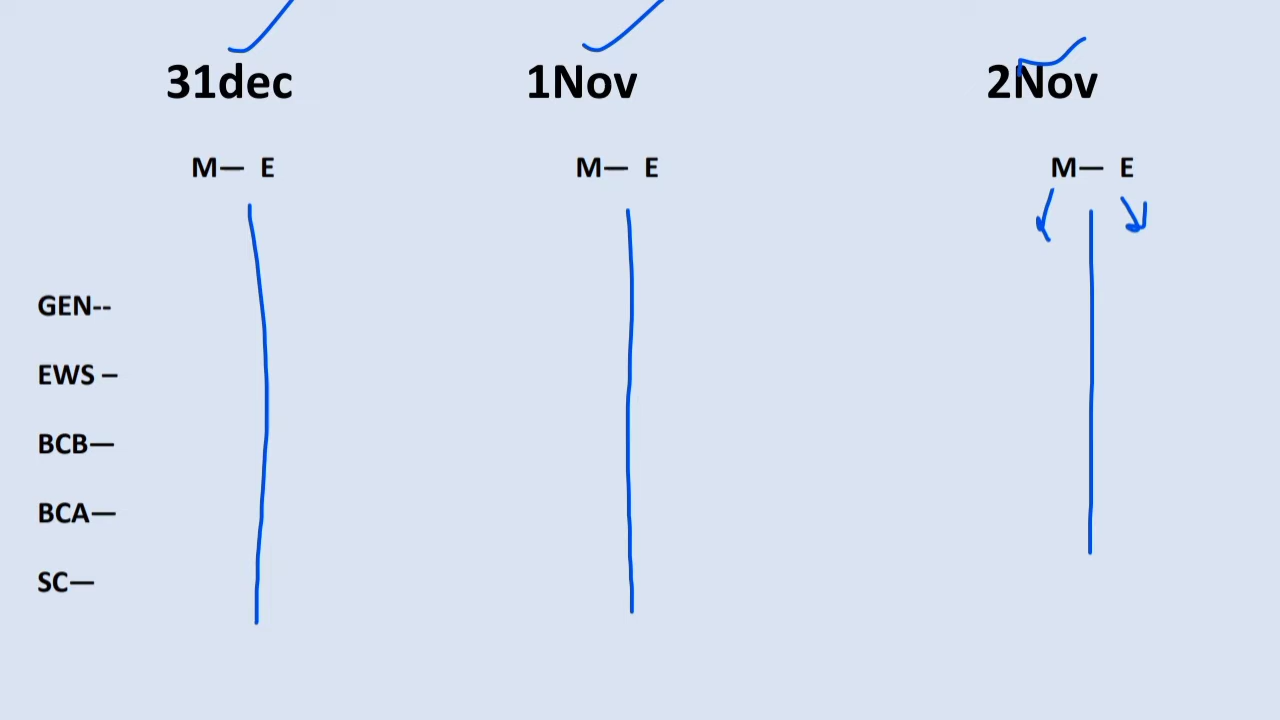 31dec 1Nov 2Nov
M— E M— E M— E
GEN--
EWS –
BCB—
BCA—
SC—